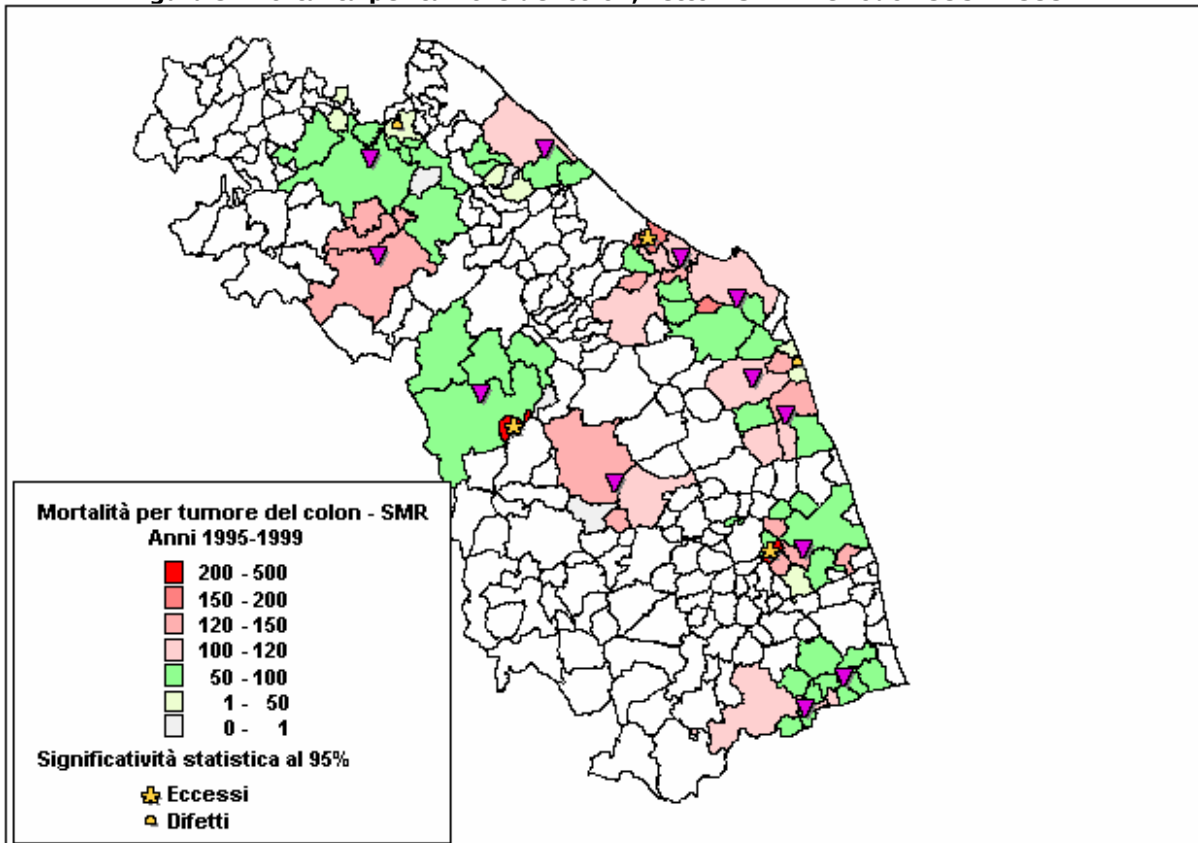 Mortalità per tumore del colon - SMR
Anni 1995-1999
200 - 500
150 - 200
120 - 150
100 - 120
50 - 100
1 - 50
0 - 1
Significatività statistica al 95%
Eccessi
Difetti